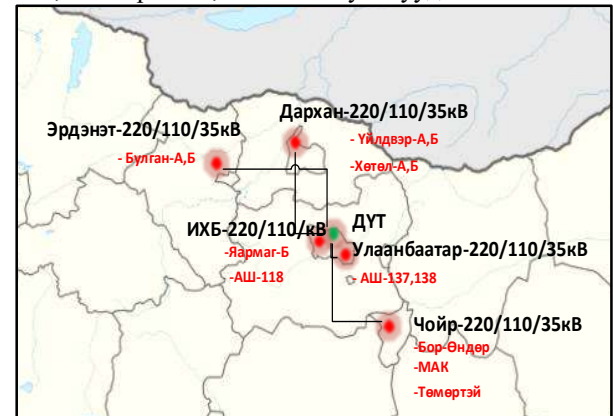 Дархан-220/110/35кВ
- Үйлдвэр-А,Б
-Хөтөл-А,Б
Эрдэнэт-220/110/35кВ
- Булган-А,Б
ИХБ-220/110/кВ
-Яармаг-Б
-АШ-118
ДҮТ
Улаанбаатар-220/110/35кВ
- АШ-137,138
Чойр-220/110/35кВ
-Бор-Өндөр
-МАК
-Төмөртэй